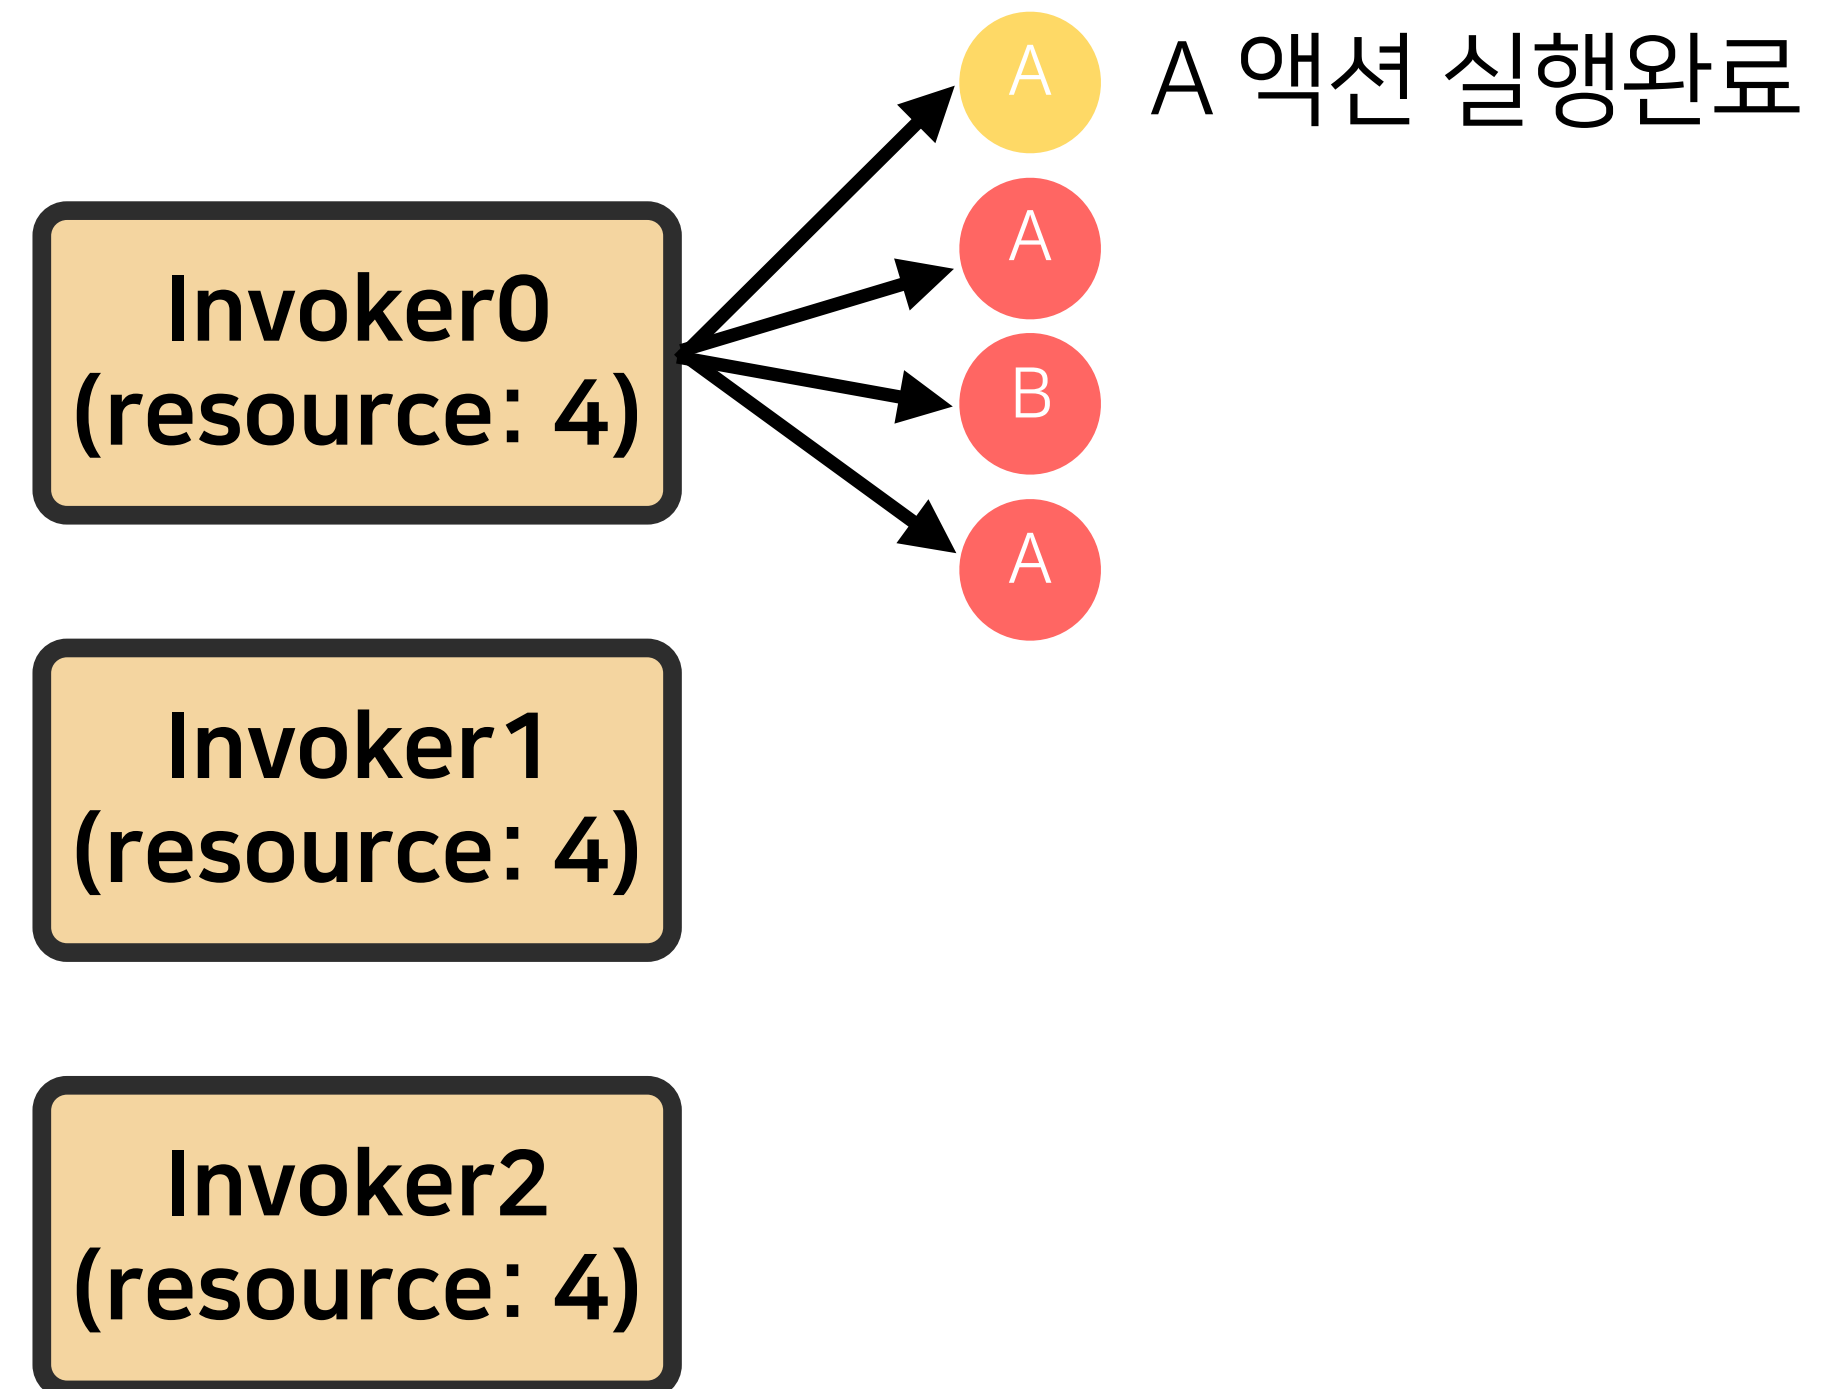 A 액션 실행완료
A
Invoker0
(resource: 4)
A
B
A
Invoker1
(resource: 4)
Invoker2
(resource: 4)